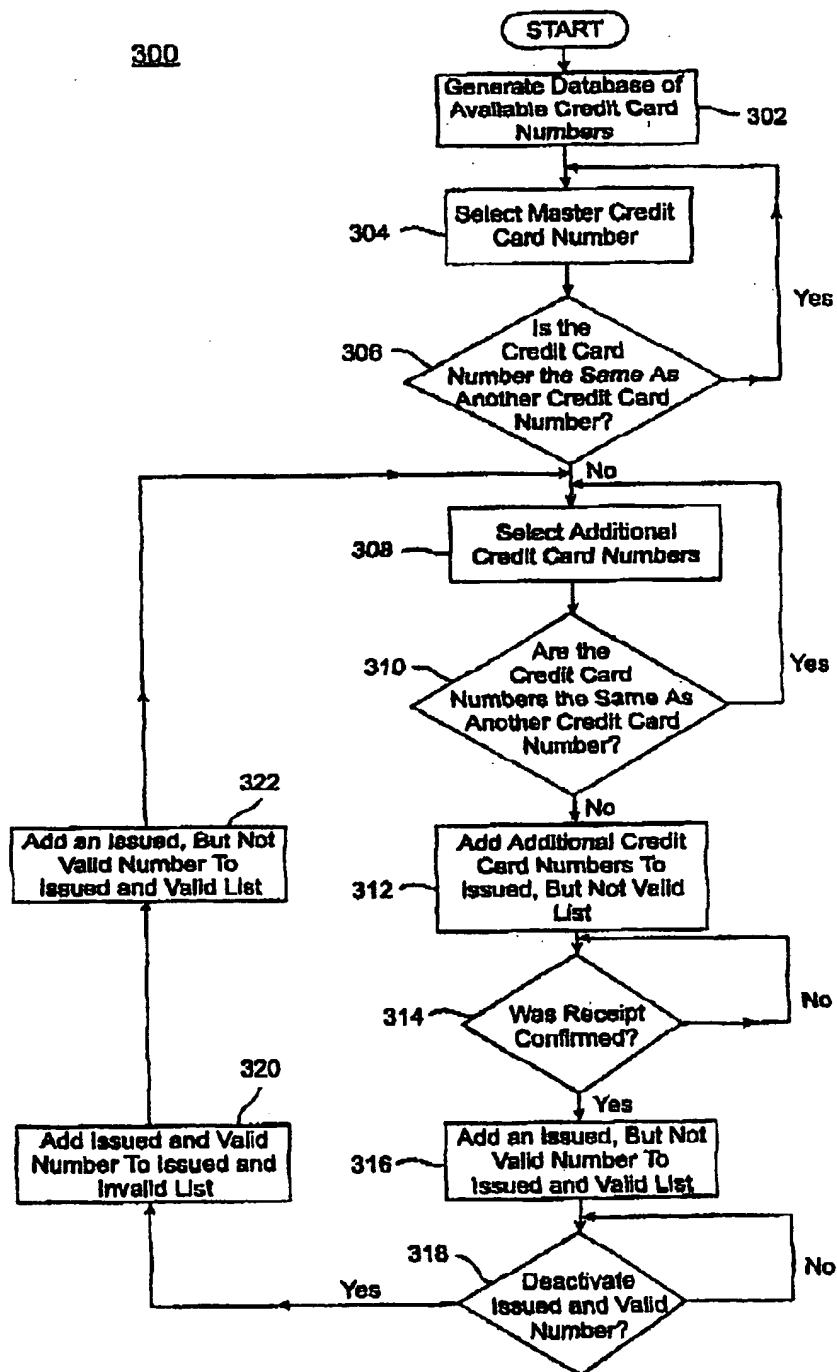 300
START
Generate Database of
Available Credit Card
Numbers
302
304
Select Master Credit
Card Number
Yes
306
Is the
Credit Card
Number the Same As
Another Credit Card
Number?
No
308
Select Additional
Credit Card Numbers
310
Are the
Credit Card
Numbers the Same As
Another Credit Card
Number?
Yes
No
322
Add an Issued, But Not
Valid Number To
Issued and Valid List
312
Add Additional Credit
Card Numbers To
Issued, But Not Valid
List
314
Was Receipt
Confirmed?
No
Yes
320
Add Issued and Valid
Number To Issued and
Invalid List
316
Add an Issued, But Not
Valid Number To
Issued and Valid List
318
Deactivate
Issued and Valid
Number?
No
Yes